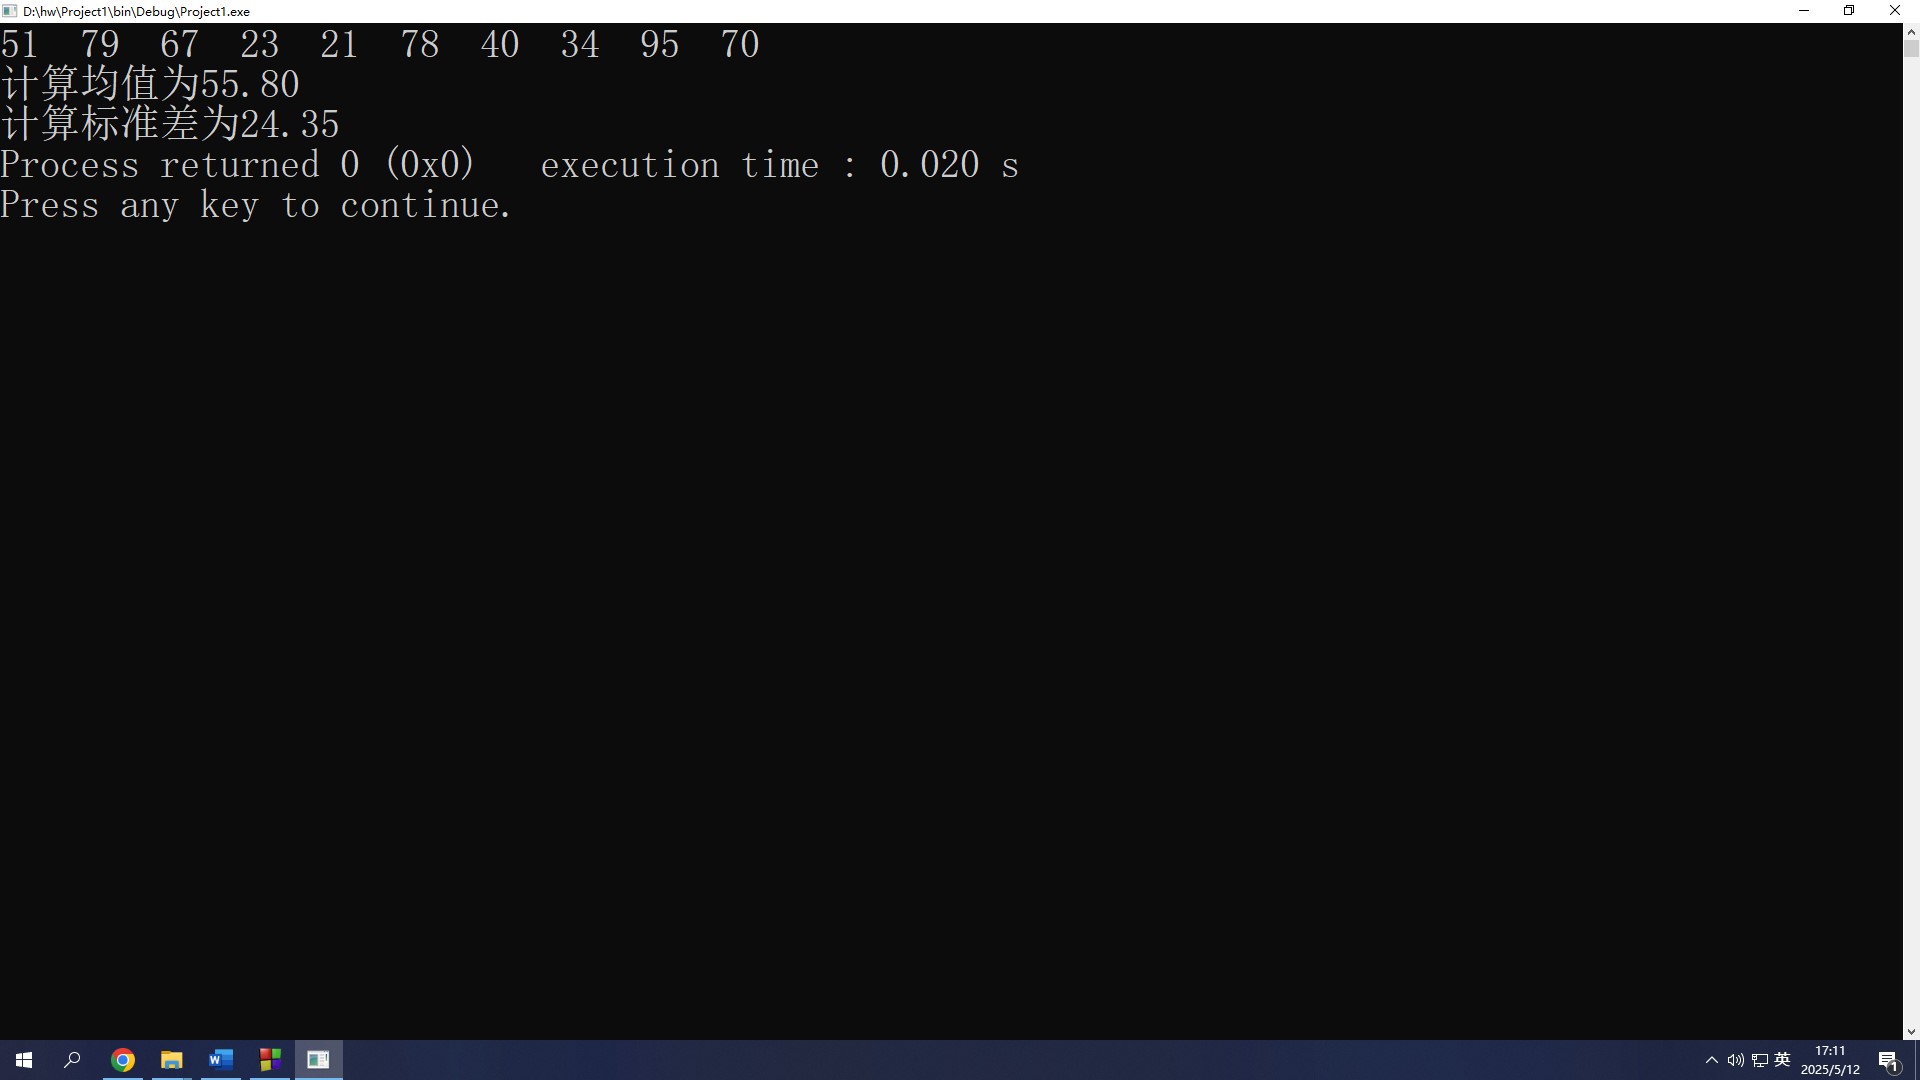 D:\hw\Project1\bin\Debug\Project1.exe
51  79  67  23  21  78  40  34  95  70
计算均值为55.80
计算标准差为24.35
Process returned 0 (0x0)   execution time : 0.020 s
Press any key to continue.
英
17:11
2025/5/12
1